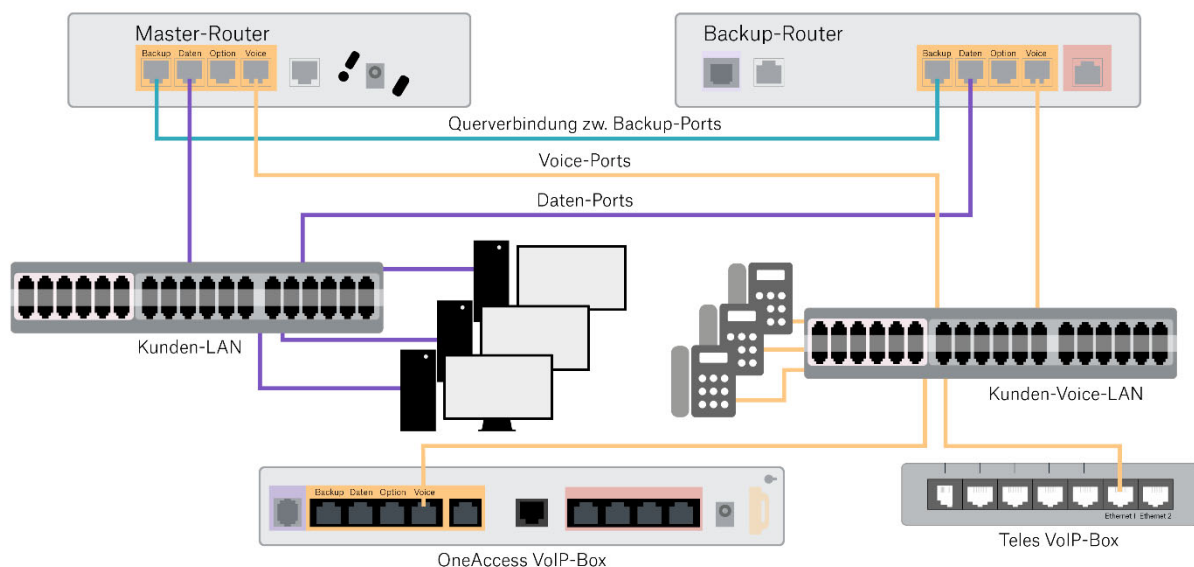 Master-Router
Backup Daten Option Voice
Backup-Router
Backup Daten Option Voice
Querverbindung zw. Backup-Ports
Voice-Ports
Daten-Ports
Kunden-LAN
Kunden-Voice-LAN
Backup Daten Option Voice
OneAccess VoIP-Box
Ethernet 1 Ethernet 2
Teles VoIP-Box